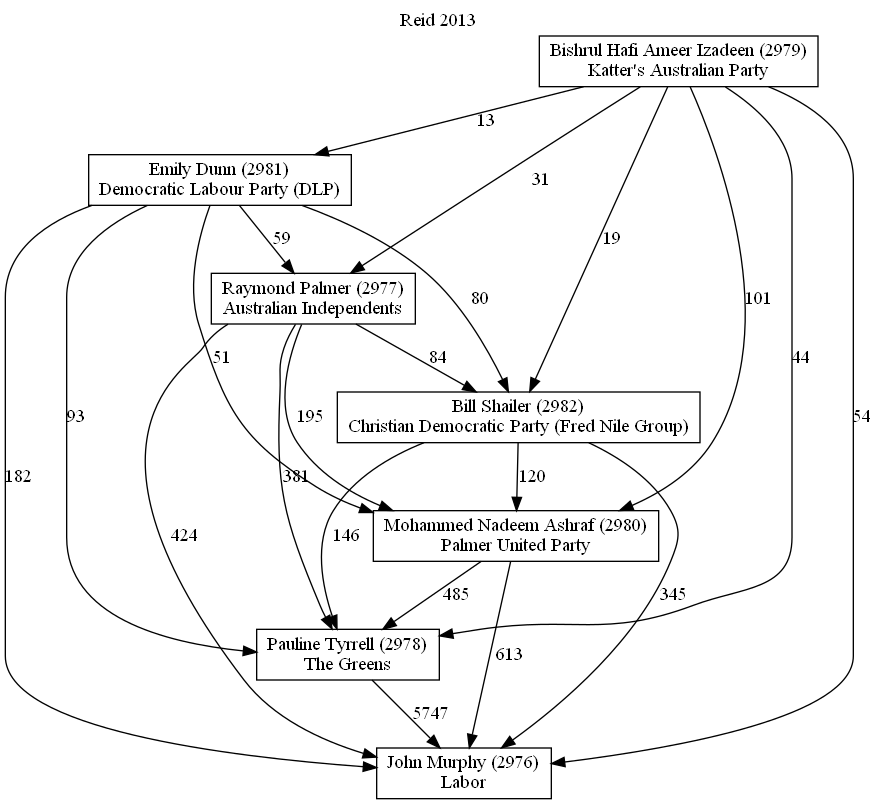 Reid 2013
Bishrul Hafi Ameer Izadeen (2979)
Katter's Australian Party
13
Emily Dunn (2981)
Democratic Labour Party (DLP)
31
59
19
Raymond Palmer (2977)
Australian Independents
80
101
51
84
44
Bill Shailer (2982)
Christian Democratic Party (Fred Nile Group)
93
195
54
182
381
120
Mohammed Nadeem Ashraf (2980)
Palmer United Party
424
146
485
345
Pauline Tyrrell (2978)
The Greens
613
5747
John Murphy (2976)
Labor